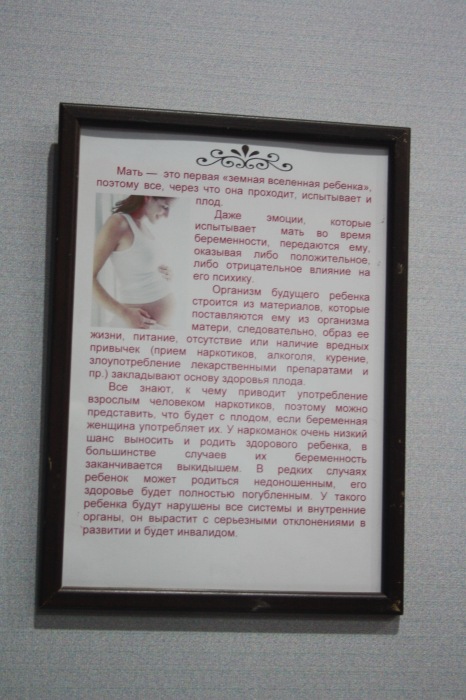 Мать — это первая «земная вселенная ребенка»,
поэтому все, через что она проходит, испытывает и
плод.
Даже эмоции, которые
испытывает мать во время
беременности, передаются ему,
оказывая либо положительное,
либо отрицательное влияние на
его психику.
Организм будущего ребенка
строится из материалов, которые
поставляются ему из организма
матери, следовательно, образ ее
жизни, питание, отсутствие или наличие вредных
привычек (прием наркотиков, алкоголя, курение,
злоупотребление лекарственными препаратами и
пр.) закладывают основу здоровья плода.
Все знают, к чему приводит употребление
взрослым человеком наркотиков, поэтому можно
представить, что будет с плодом, если беременная
женщина употребляет их. У наркоманок очень низкий
шанс выносить и родить здорового ребенка, в
большинстве случаев их беременность
заканчивается выкидышем. В редких случаях
ребенок может родиться недоношенным, его
здоровье будет полностью погубленным. У такого
ребенка будут нарушены все системы и внутренние
органы, он вырастит с серьезными отклонениями в
развитии и будет инвалидом.